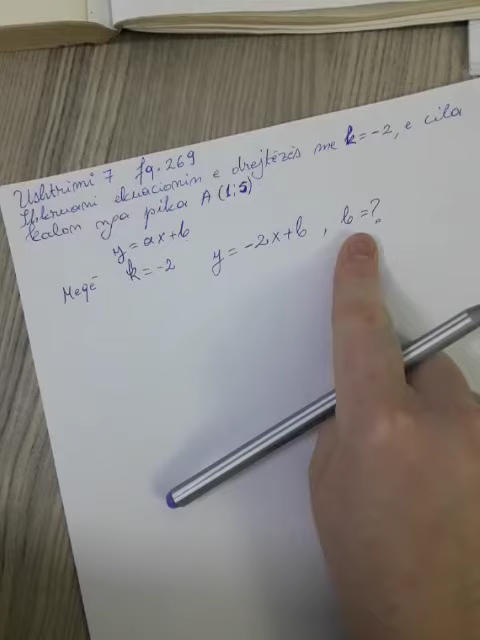 Ushtrimi 7 fq. 269
Shkruani ekuacionin e drejtëzës me k=-2, e cila
kalon nga pika A (1;5)
y=ax+b
Meqë k=-2 y=-2x+b, b=?